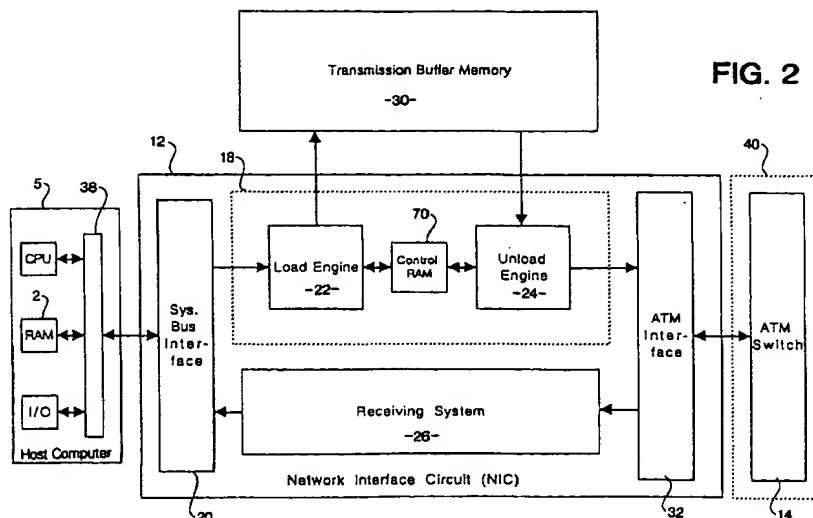 Transmission Buffer Memory
-30-
FIG. 2
12
18
40
5
38
70
CPU
2
RAM
I/O
Host Computer
Sys.
Bus
Inter-
face
Load Engine
-22-
Control
RAM
Unload
Engine
-24-
ATM
Inter-
face
ATM
Switch
Receiving System
-26-
Network Interface Circuit (NIC)
20
32
14